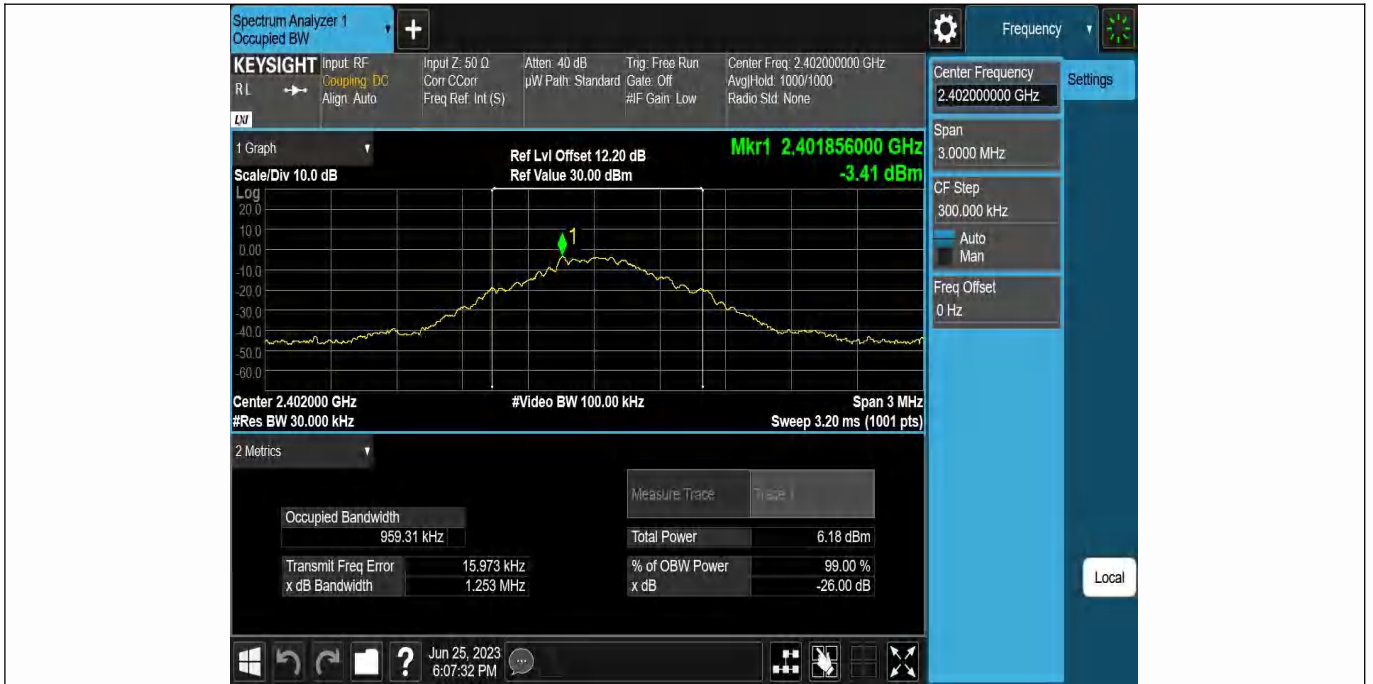 Spectrum Analyzer 1
Occupied BW
+
Frequency
KEYSIGHT
RL
LXI
Input: RF
Coupling: DC
Align: Auto
Input Z: 50 Ω
Corr CCorr
Freq Ref: Int (S)
Atten: 40 dB
µW Path: Standard
Trig: Free Run
Gate: Off
#IF Gain: Low
Center Freq: 2.402000000 GHz
Avg|Hold: 1000/1000
Radio Std: None
Center Frequency
2.402000000 GHz
Settings
Span
3.0000 MHz
CF Step
300.000 kHz
Auto
Man
Freq Offset
0 Hz
Local
1 Graph
Scale/Div 10.0 dB
Ref Lvl Offset 12.20 dB
Ref Value 30.00 dBm
Mkr1 2.401856000 GHz
-3.41 dBm
Log
20.0
10.0
0.00
-10.0
-20.0
-30.0
-40.0
-50.0
-60.0
1
Center 2.402000 GHz
#Res BW 30.000 kHz
#Video BW 100.00 kHz
Span 3 MHz
Sweep 3.20 ms (1001 pts)
2 Metrics
Measure Trace
Trace 1
Occupied Bandwidth
959.31 kHz
Total Power 6.18 dBm
Transmit Freq Error 15.973 kHz
% of OBW Power 99.00 %
x dB Bandwidth 1.253 MHz
x dB -26.00 dB
?
Jun 25, 2023
6:07:32 PM